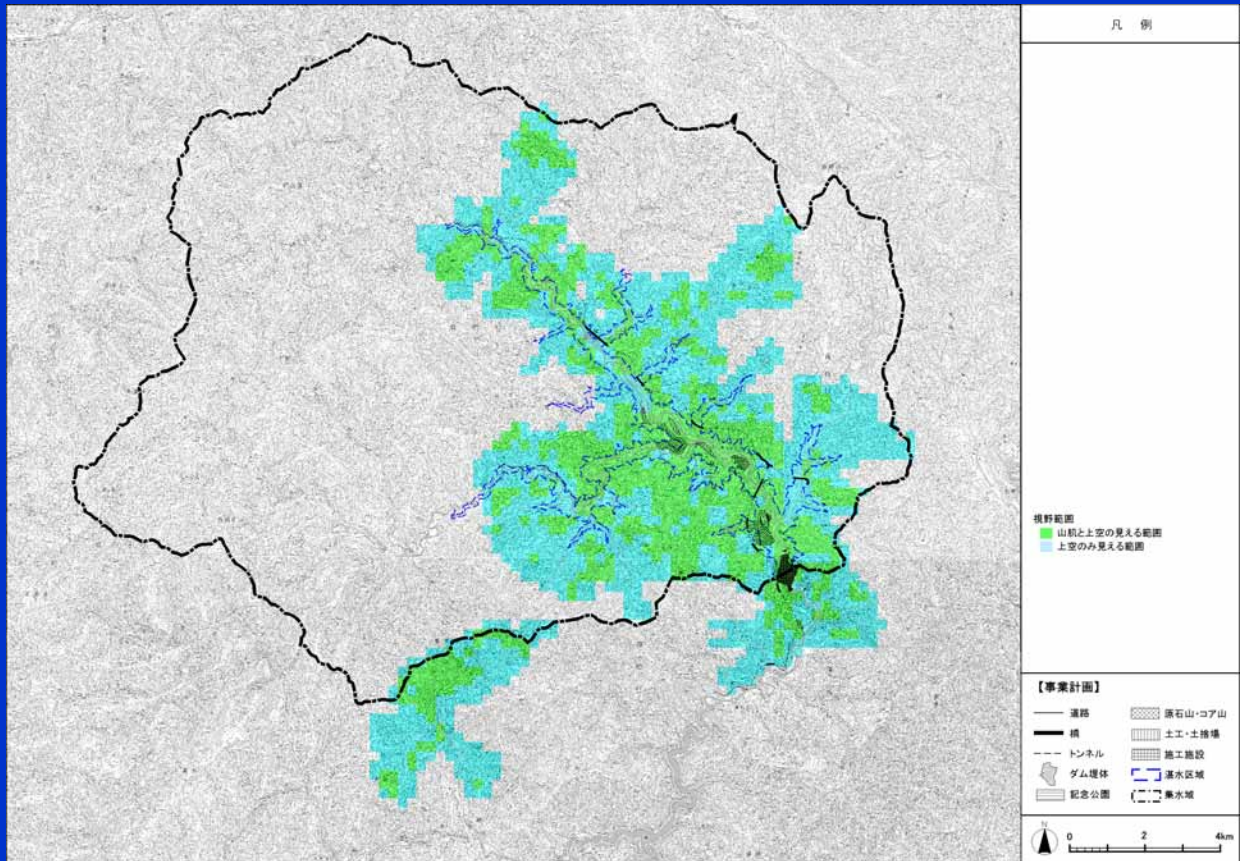 凡 例
視野範囲
山肌と上空の見える範囲
上空のみ見える範囲
【事業計画】
道路
橋
トンネル
ダム堤体
記念公園
原石山・コア山
土工・土捨場
施工施設
湛水区域
集水域
N
0 2 4km